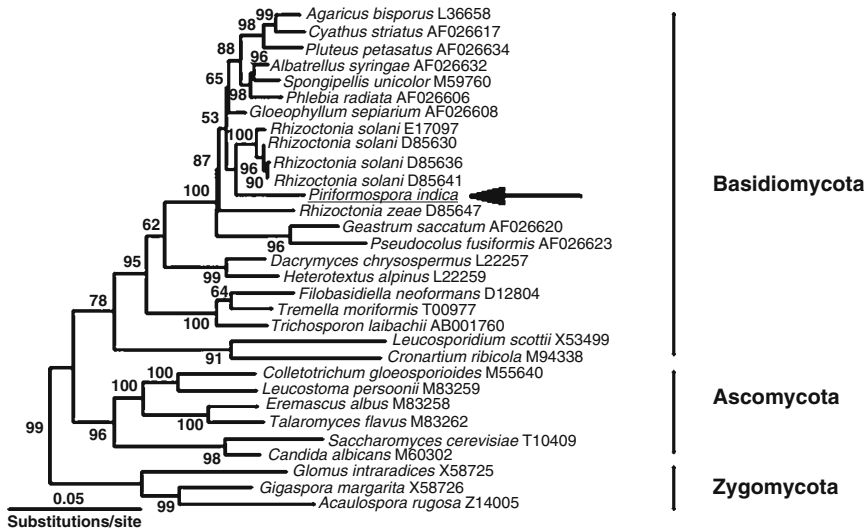 99
Agaricus bisporus L36658
98
Cyathus striatus AF026617
88
Pluteus petasatus AF026634
96
Albatrellus syringae AF026632
65
Spongipellis unicolor M59760
98
Phlebia radiata AF026606
Gloeophyllum sepiarium AF026608
53
Rhizoctonia solani E17097
100
Rhizoctonia solani D85630
87
Rhizoctonia solani D85636
96
90
Rhizoctonia solani D85641
Basidiomycota
100
Piriformospora indica
Rhizoctonia zeae D85647
62
Geastrum saccatum AF026620
96
Pseudocolus fusiformis AF026623
95
Dacrymyces chrysospermus L22257
99
Heterotextus alpinus L22259
64
Filobasidiella neoformans D12804
78
Tremella moriformis T00977
100
Trichosporon laibachii AB001760
Leucosporidium scottii X53499
91
Cronartium ribicola M94338
100
Colletotrichum gloeosporioides M55640
100
Leucostoma persoonii M83259
Ascomycota
Eremascus albus M83258
100
Talaromyces flavus M83262
99
96
Saccharomyces cerevisiae T10409
98
Candida albicans M60302
Glomus intraradices X58725
Zygomycota
Gigaspora margarita X58726
99
Acaulospora rugosa Z14005
0.05
Substitutions/site